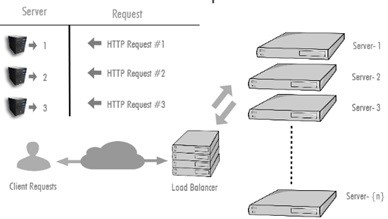 Server Request
1 HTTP Request #1
2 HTTP Request #2
3 HTTP Request #3
Server- 1
Server- 2
Server- 3
Client Requests
Load Balancer
Server- (n)